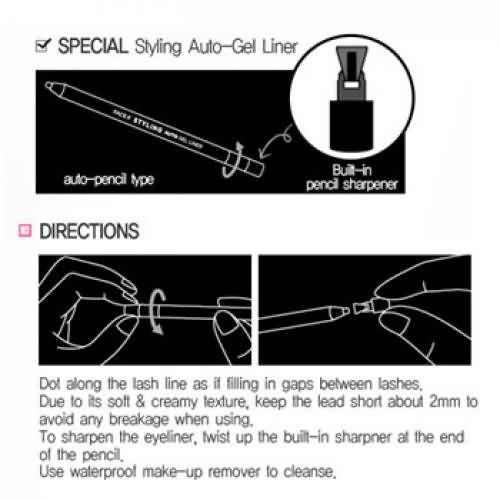 SPECIAL Styling Auto-Gel Liner
FACE IT STYLING AUTO GEL LINER
auto-pencil type
Built-in
pencil sharpener
DIRECTIONS
Dot along the lash line as if filling in gaps between lashes.
Due to its soft & creamy texture, keep the lead short about 2mm to
avoid any breakage when using.
To sharpen the eyeliner, twist up the built-in sharpner at the end
of the pencil.
Use waterproof make-up remover to cleanse.